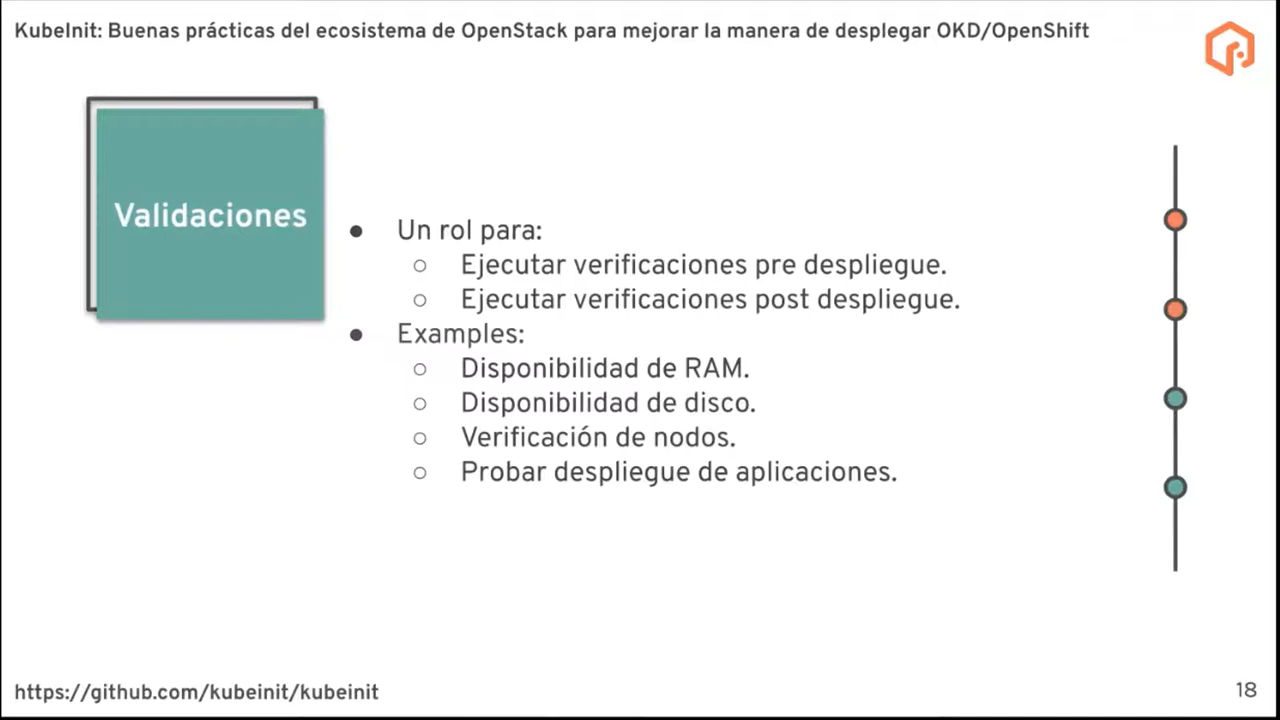 KubeInit: Buenas prácticas del ecosistema de OpenStack para mejorar la manera de desplegar OKD/OpenShift
Validaciones
● Un rol para:
○ Ejecutar verificaciones pre despliegue.
○ Ejecutar verificaciones post despliegue.
● Examples:
○ Disponibilidad de RAM.
○ Disponibilidad de disco.
○ Verificación de nodos.
○ Probar despliegue de aplicaciones.
https://github.com/kubeinit/kubeinit
18